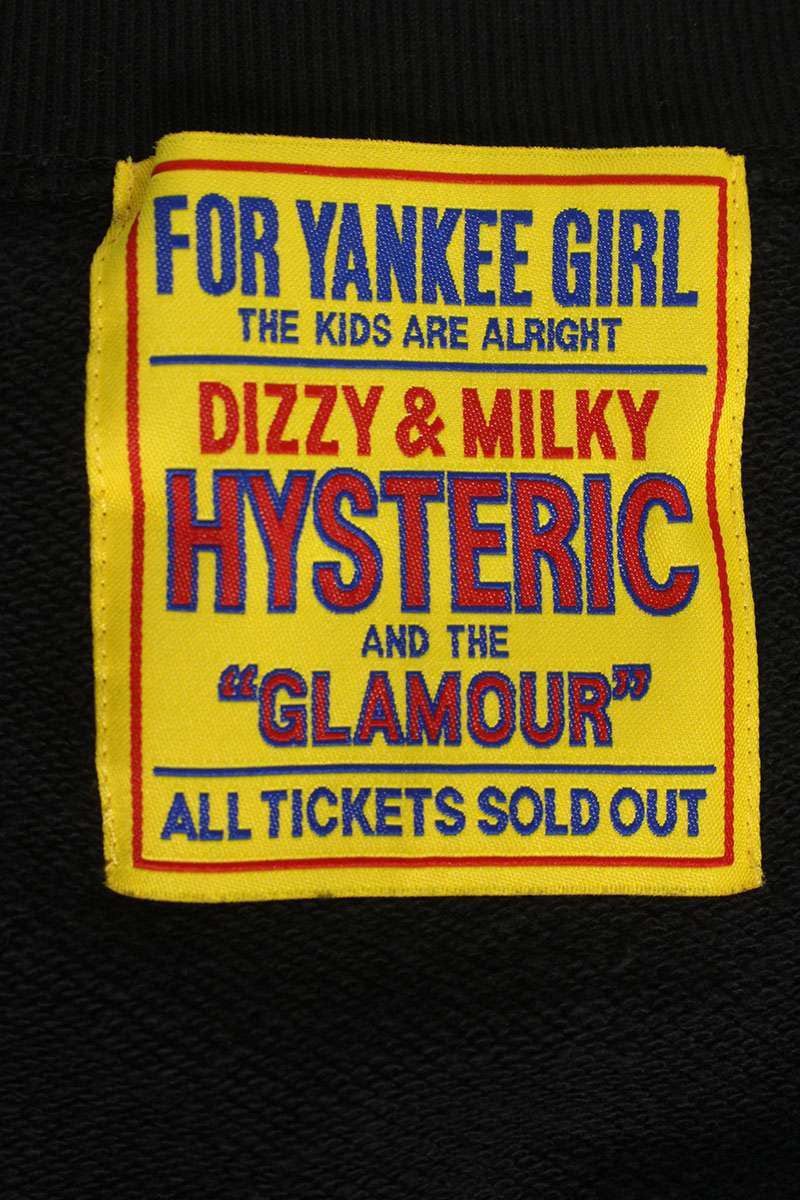 FOR YANKEE GIRL
THE KIDS ARE ALRIGHT
DIZZY & MILKY
HYSTERIC
AND THE
“GLAMOUR”
ALL TICKETS SOLD OUT